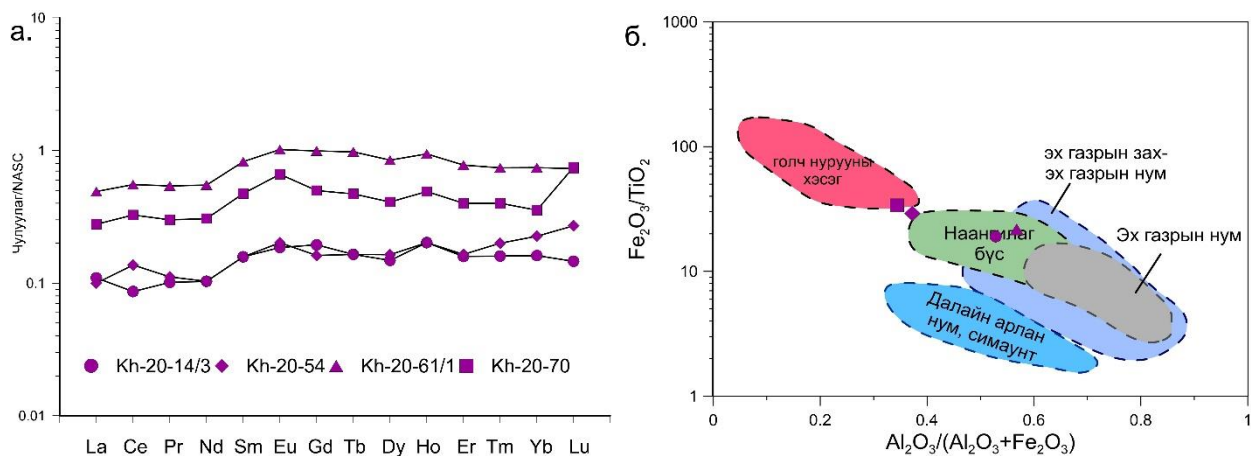 а.
Чулуулаг/NASC
10
1
0.1
0.01
Kh-20-14/3 Kh-20-54 Kh-20-61/1 Kh-20-70
La Ce Pr Nd Sm Eu Gd Tb Dy Ho Er Tm Yb Lu
б.
Fe₂O₃/TiO₂
1000
100
10
1
голч нурууны
хэсэг
эх газрын зах-
эх газрын нум
Эх газрын нум
Наангилаг
бүс
Далайн арлан
нум, симаунт
0 0.2 0.4 0.6 0.8 1
Al₂O₃/(Al₂O₃+Fe₂O₃)